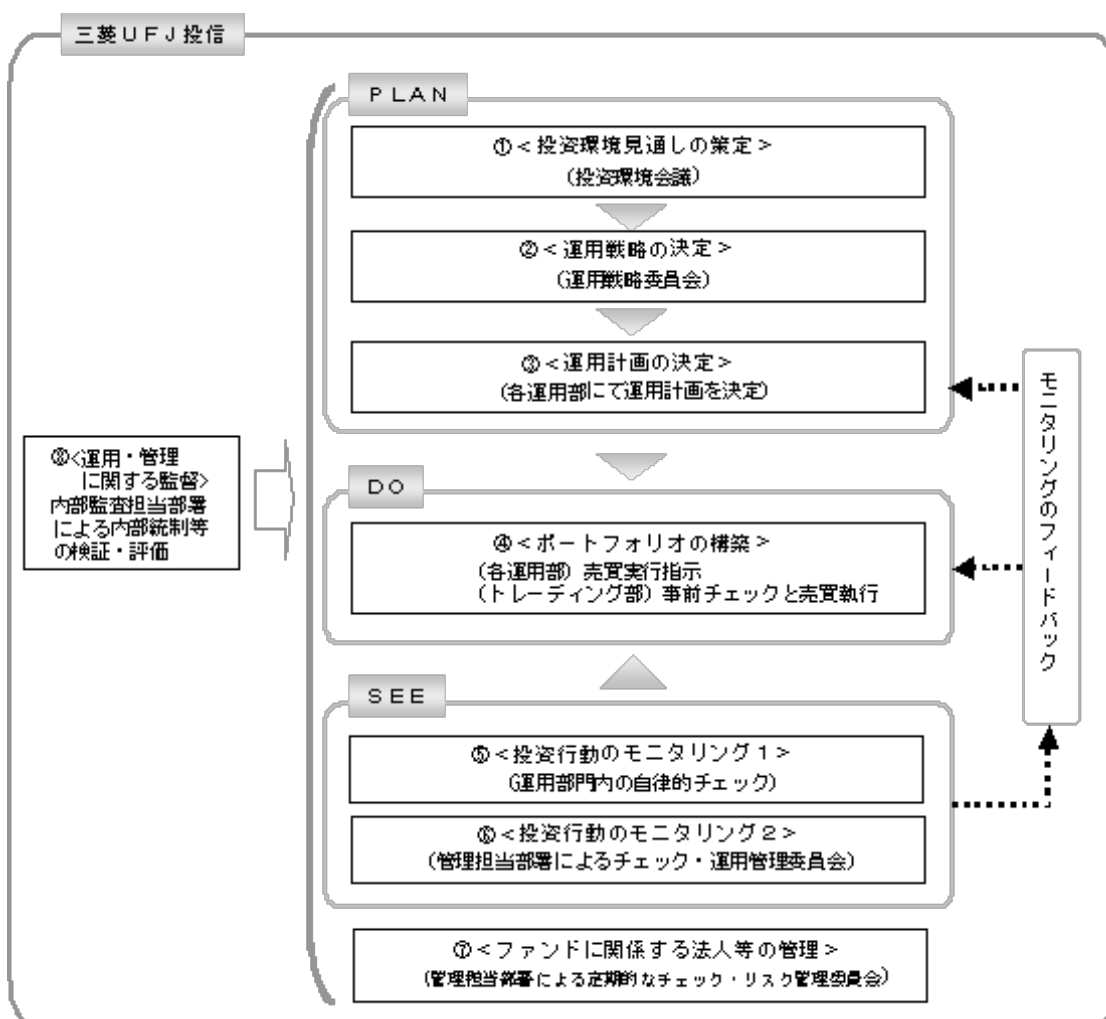 三菱UFJ投信
PLAN
①<投資環境見通しの策定>
(投資環境会議)
②<運用戦略の決定>
(運用戦略委員会)
③<運用計画の決定>
(各運用部にて運用計画を決定)
モニタリングのフィードバック
⑧<運用・管理
に関する監督>
内部監査担当部署
による内部統制等
の検証・評価
DO
④<ポートフォリオの構築>
(各運用部)売買実行指示
(トレーディング部)事前チェックと売買執行
SEE
⑤<投資行動のモニタリング1>
(運用部門内の自律的チェック)
⑥<投資行動のモニタリング2>
(管理担当部署によるチェック・運用管理委員会)
⑦<ファンドに関係する法人等の管理>
(管理担当部署による定期的なチェック・リスク管理委員会)